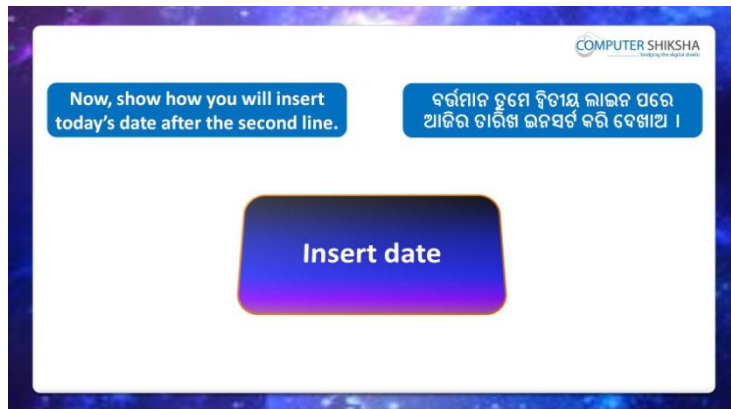 COMPUTER SHIKSHA
bridging the digital divide
Now, show how you will insert
today's date after the second line.
ବର୍ତ୍ତମାନ ତୁମେ ଦ୍ଵିତୀୟ ଲାଇନ ପରେ
ଆଜିର ତାରିଖ ଇନସର୍ଟ କରି ଦେଖାଅ ।
Insert date